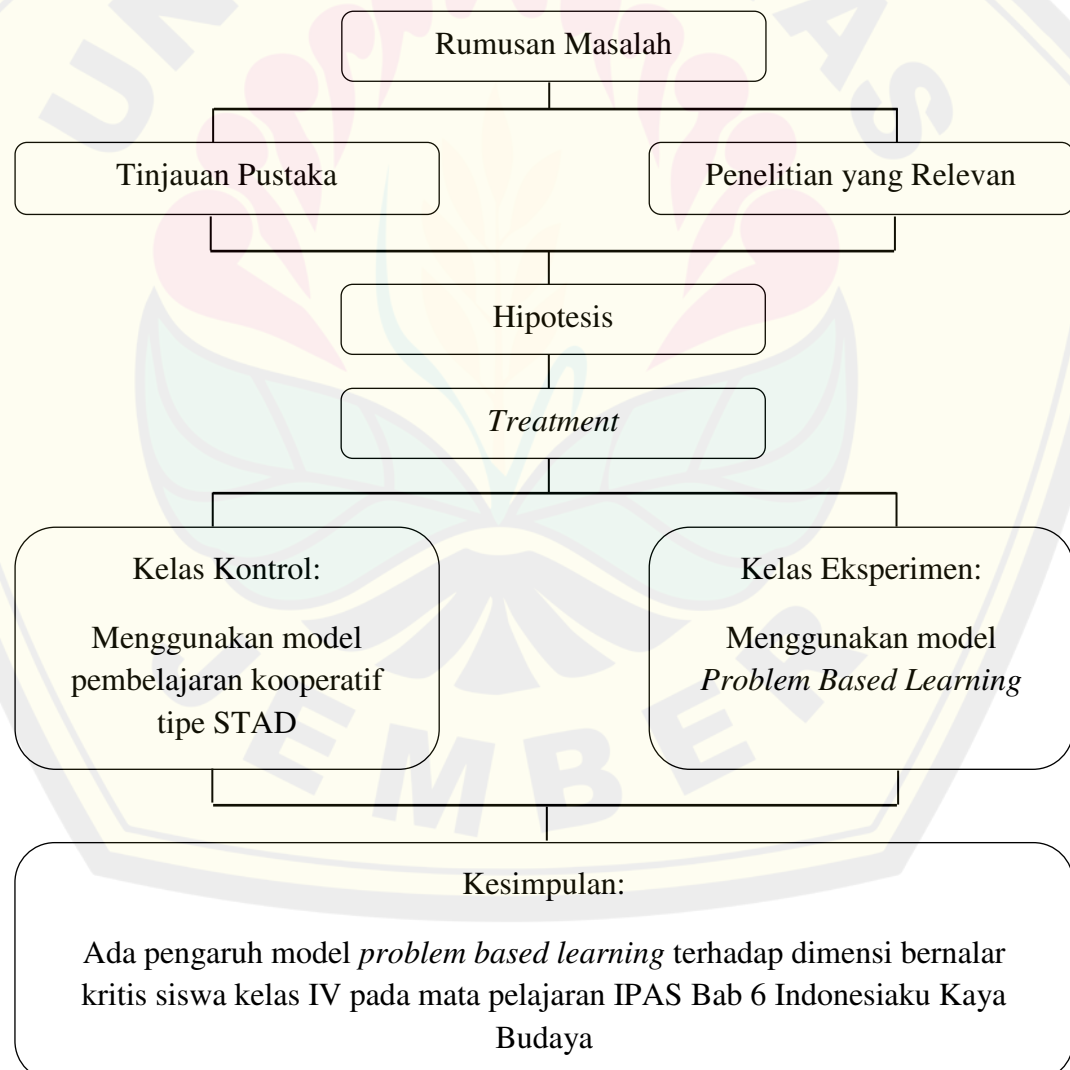 Rumusan Masalah
Tinjauan Pustaka
Penelitian yang Relevan
Hipotesis
Treatment
Kelas Kontrol:
Menggunakan model
pembelajaran kooperatif
tipe STAD
Kelas Eksperimen:
Menggunakan model
Problem Based Learning
Kesimpulan:
Ada pengaruh model problem based learning terhadap dimensi bernalar
kritis siswa kelas IV pada mata pelajaran IPAS Bab 6 Indonesiaku Kaya
Budaya
JEMBER